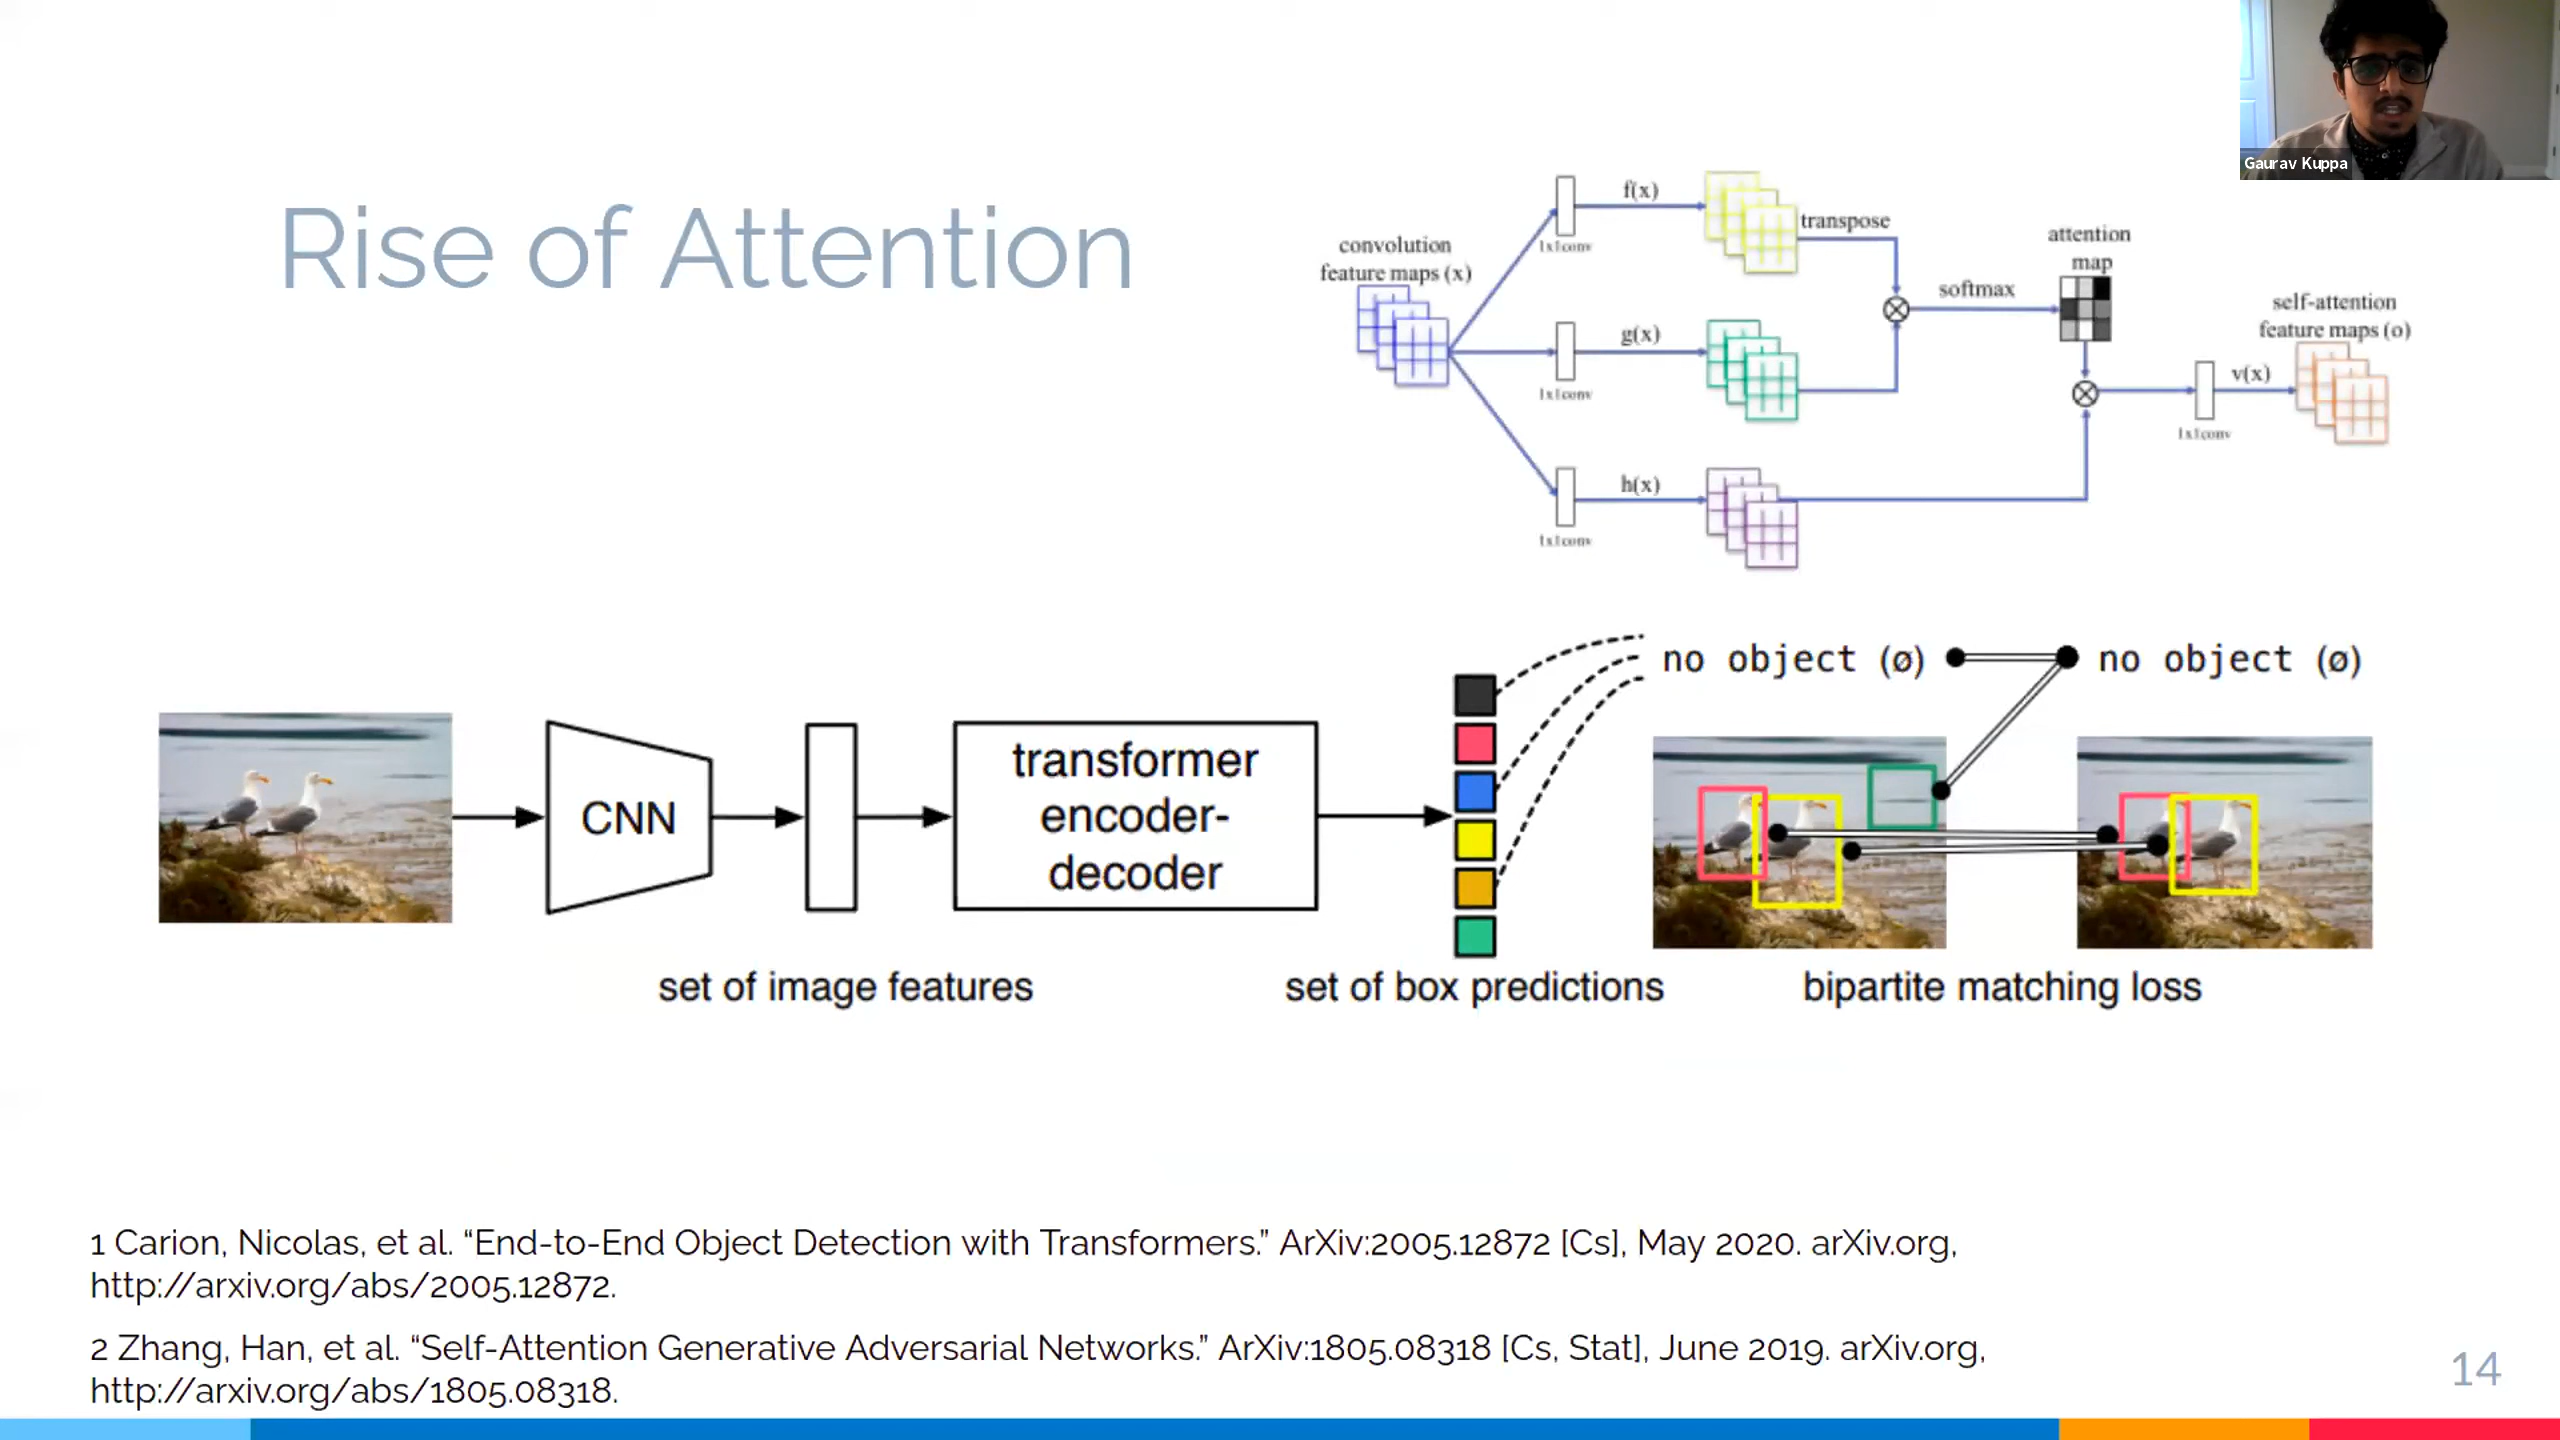 Gaurav Kuppa
Rise of Attention
convolution
feature maps (x)
f(x)
1x1conv
transpose
g(x)
1x1conv
h(x)
1x1conv
softmax
attention
map
self-attention
feature maps (o)
v(x)
1x1conv
CNN
transformer
encoder-
decoder
no object (ø)
no object (ø)
set of image features
set of box predictions
bipartite matching loss
1 Carion, Nicolas, et al. “End-to-End Object Detection with Transformers.” ArXiv:2005.12872 [Cs], May 2020. arXiv.org,
http://arxiv.org/abs/2005.12872.
2 Zhang, Han, et al. “Self-Attention Generative Adversarial Networks.” ArXiv:1805.08318 [Cs, Stat], June 2019. arXiv.org,
http://arxiv.org/abs/1805.08318.
14